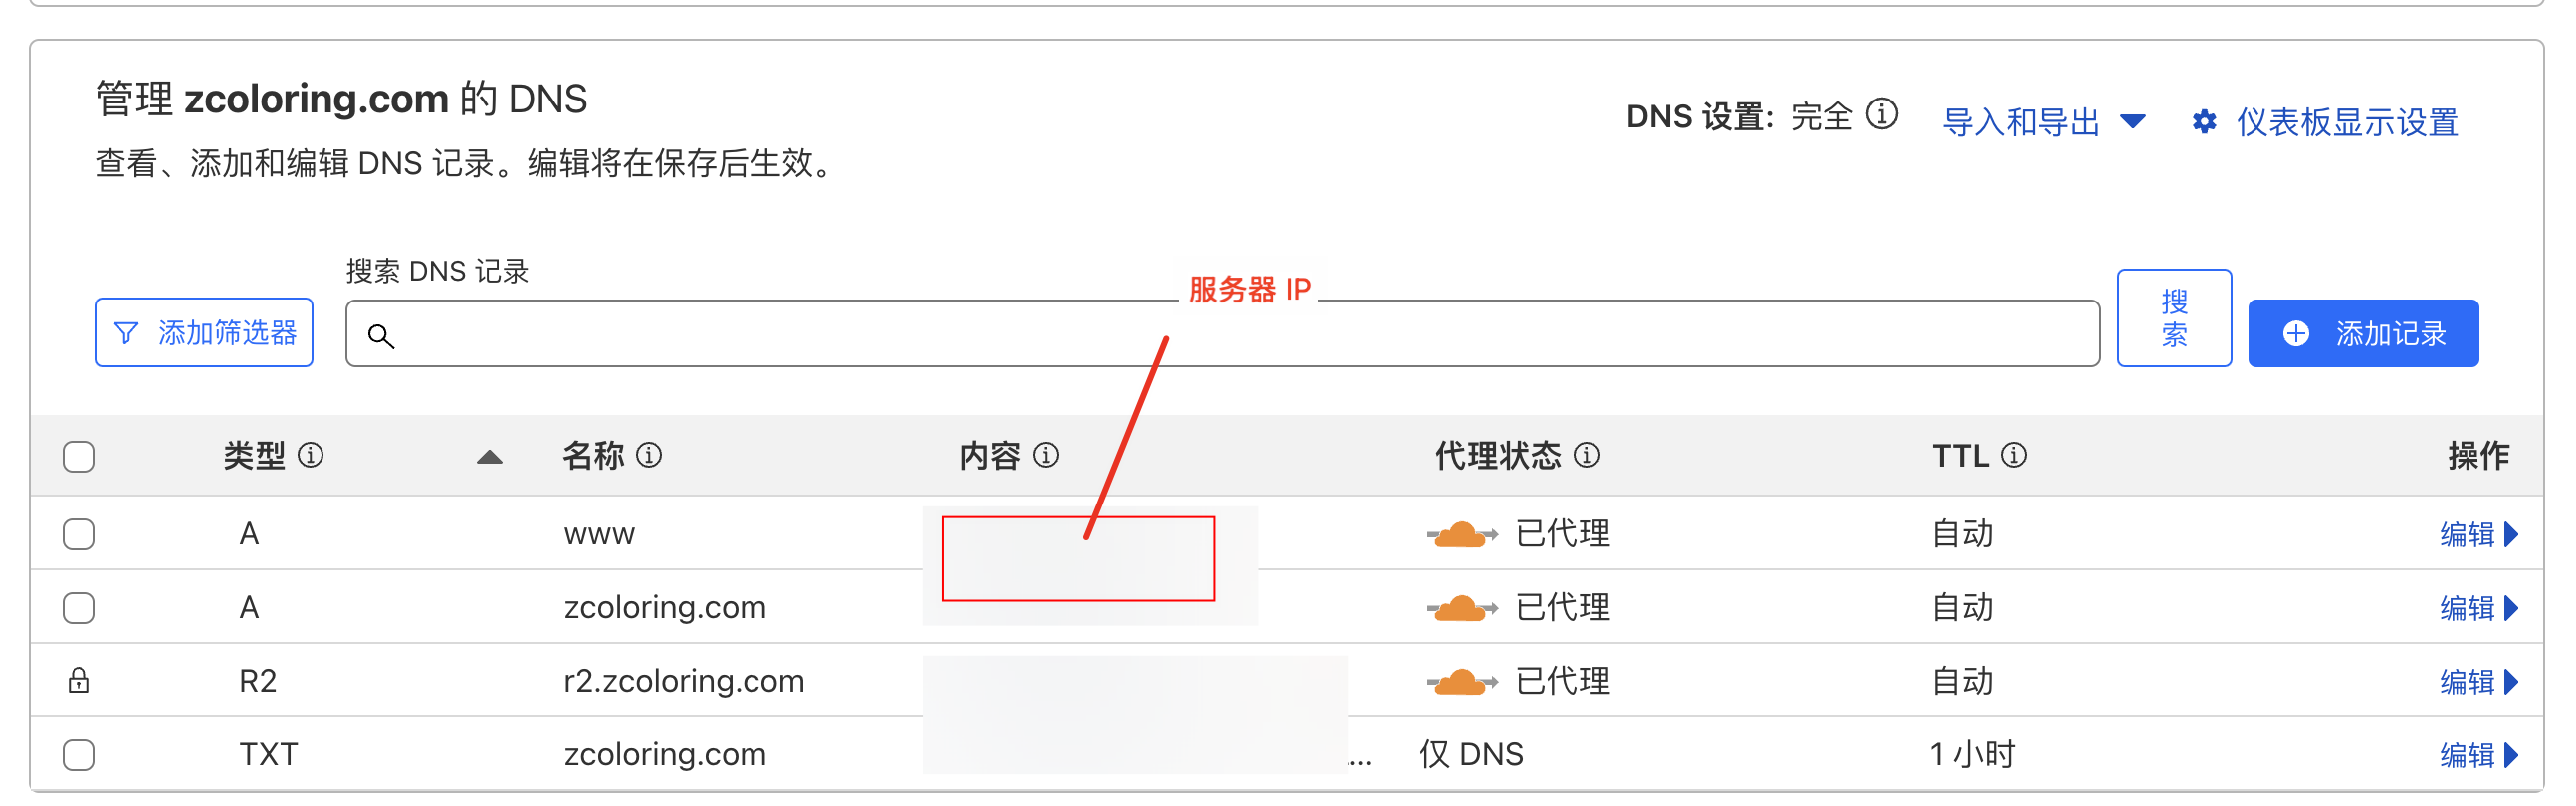 管理 zcoloring.com 的 DNS
DNS 设置: 完全
导入和导出
仪表板显示设置
查看、添加和编辑 DNS 记录。编辑将在保存后生效。
搜索 DNS 记录
服务器 IP
添加筛选器
搜索
添加记录
类型 名称 内容 代理状态 TTL 操作
A www 已代理 自动 编辑
A zcoloring.com 已代理 自动 编辑
R2 r2.zcoloring.com 已代理 自动 编辑
TXT zcoloring.com ... 仅 DNS 1 小时 编辑